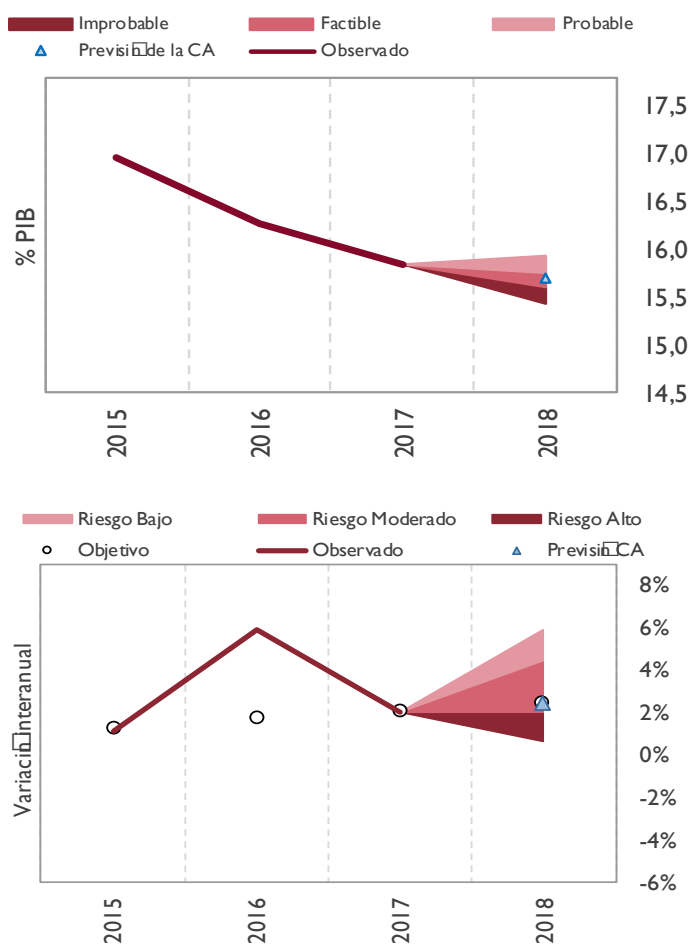 Improbable Factible Probable
Previsi□de la CA Observado
17,5
17,0
16,5
16,0
15,5
15,0
14,5
% PIB
2015 2016 2017 2018
Riesgo Bajo Riesgo Moderado Riesgo Alto
Objetivo Observado Previsin□CA
8%
6%
4%
2%
0%
-2%
-4%
-6%
Variació□Interanual
2015 2016 2017 2018